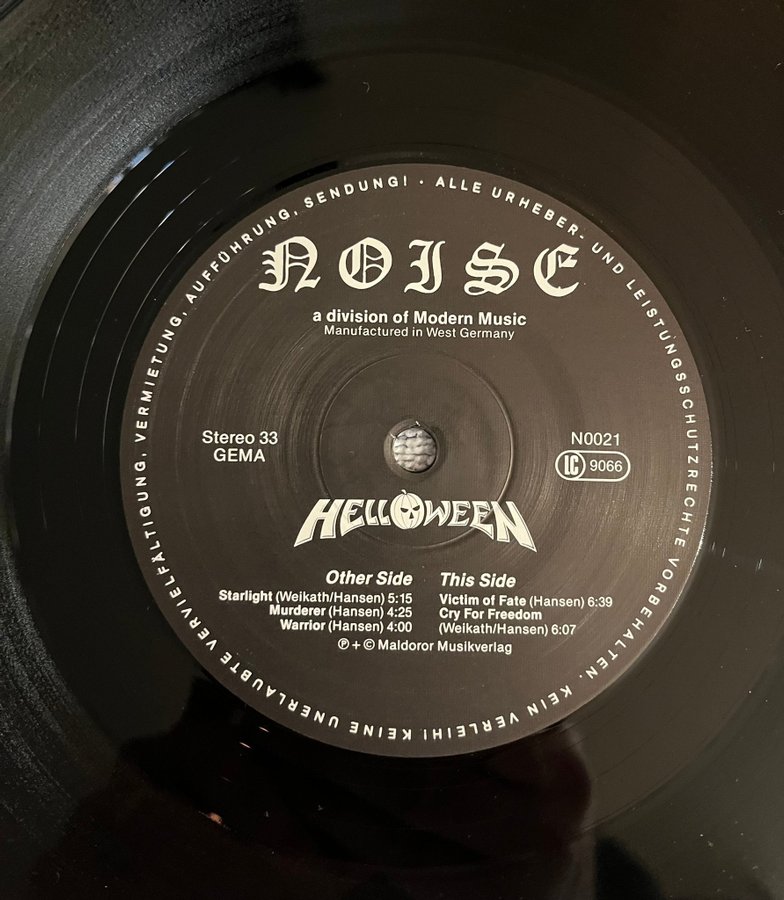 ALLE URHEBER- UND LEISTUNGSSCHUTZRECHTE VORBEHALTEN. KEIN VERLEIH! KEINE UNERLAUBTE VERVIELFÄLTIGUNG, VERMIETUNG, AUFFÜHRUNG, SENDUNG! ·
NOISE
a division of Modern Music
Manufactured in West Germany
Stereo 33
GEMA
N0021
LC 9066
HELLOWEEN
Other Side
Starlight (Weikath/Hansen) 5:15
Murderer (Hansen) 4:25
Warrior (Hansen) 4:00
This Side
Victim of Fate (Hansen) 6:39
Cry For Freedom
(Weikath/Hansen) 6:07
℗ + © Maldoror Musikverlag